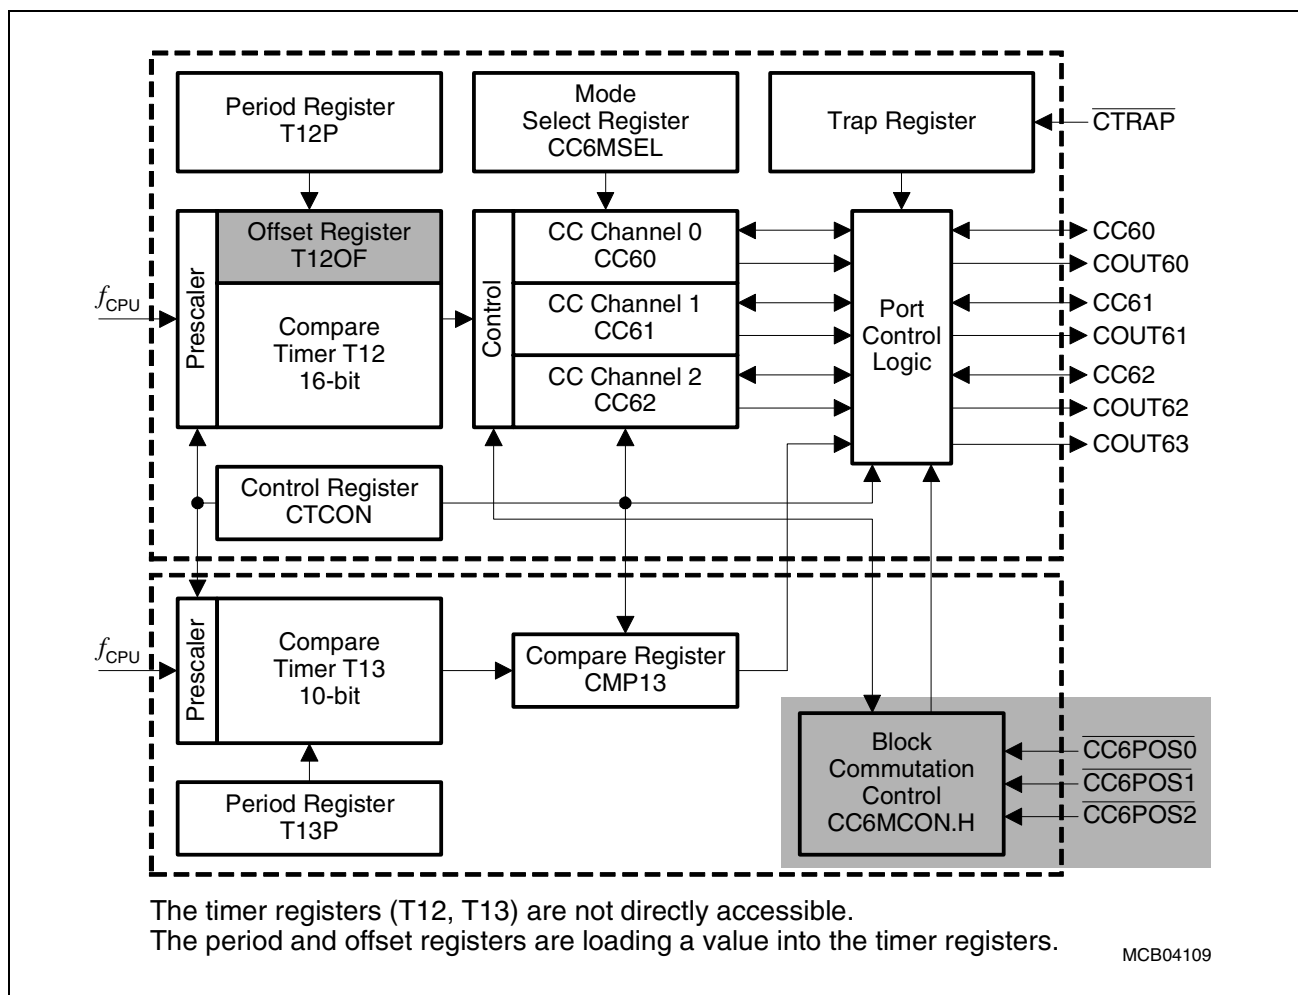 Period Register
T12P
Mode
Select Register
CC6MSEL
Trap Register
CTRAP
Prescaler
Offset Register
T12OF
Compare
Timer T12
16-bit
fCPU
Control
CC Channel 0
CC60
CC Channel 1
CC61
CC Channel 2
CC62
Port
Control
Logic
CC60
COUT60
CC61
COUT61
CC62
COUT62
COUT63
Control Register
CTCON
fCPU
Prescaler
Compare
Timer T13
10-bit
Compare Register
CMP13
Period Register
T13P
Block
Commutation
Control
CC6MCON.H
CC6POS0
CC6POS1
CC6POS2
The timer registers (T12, T13) are not directly accessible.
The period and offset registers are loading a value into the timer registers.
MCB04109